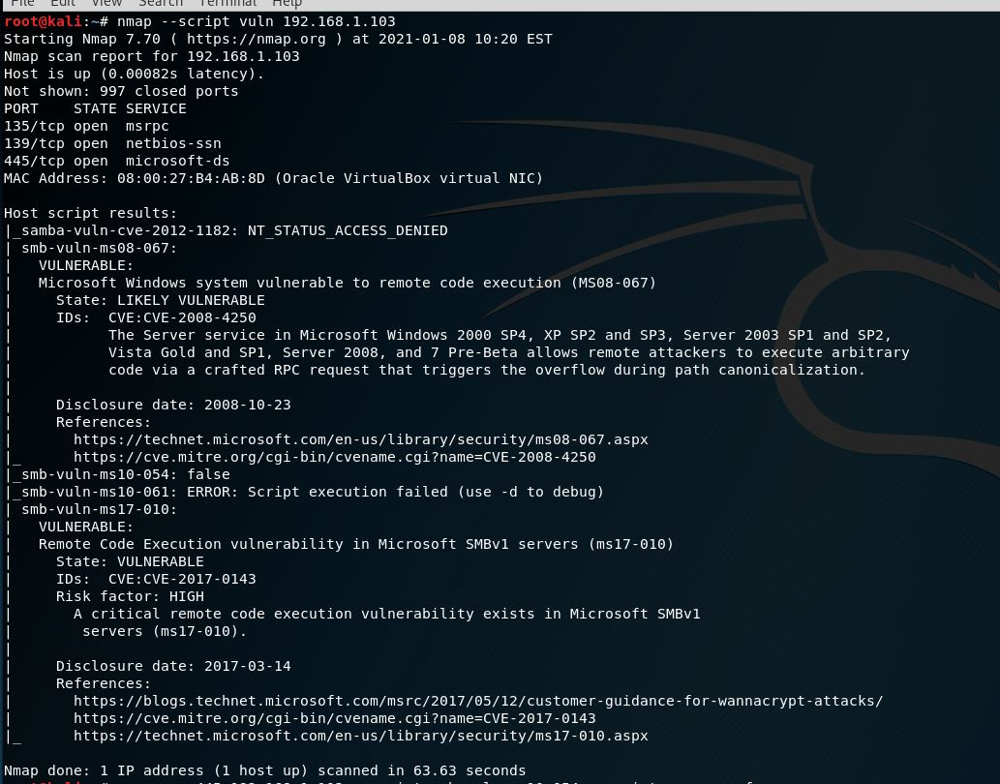 File Edit View Search Terminal Help
root@kali:~# nmap --script vuln 192.168.1.103
Starting Nmap 7.70 ( https://nmap.org ) at 2021-01-08 10:20 EST
Nmap scan report for 192.168.1.103
Host is up (0.00082s latency).
Not shown: 997 closed ports
PORT    STATE SERVICE
135/tcp open  msrpc
139/tcp open  netbios-ssn
445/tcp open  microsoft-ds
MAC Address: 08:00:27:B4:AB:8D (Oracle VirtualBox virtual NIC)

Host script results:
|_samba-vuln-cve-2012-1182: NT_STATUS_ACCESS_DENIED
| smb-vuln-ms08-067:
|   VULNERABLE:
|   Microsoft Windows system vulnerable to remote code execution (MS08-067)
|     State: LIKELY VULNERABLE
|     IDs:  CVE:CVE-2008-4250
|           The Server service in Microsoft Windows 2000 SP4, XP SP2 and SP3, Server 2003 SP1 and SP2,
|           Vista Gold and SP1, Server 2008, and 7 Pre-Beta allows remote attackers to execute arbitrary
|           code via a crafted RPC request that triggers the overflow during path canonicalization.
|
|     Disclosure date: 2008-10-23
|     References:
|       https://technet.microsoft.com/en-us/library/security/ms08-067.aspx
|_      https://cve.mitre.org/cgi-bin/cvename.cgi?name=CVE-2008-4250
|_smb-vuln-ms10-054: false
|_smb-vuln-ms10-061: ERROR: Script execution failed (use -d to debug)
| smb-vuln-ms17-010:
|   VULNERABLE:
|   Remote Code Execution vulnerability in Microsoft SMBv1 servers (ms17-010)
|     State: VULNERABLE
|     IDs:  CVE:CVE-2017-0143
|     Risk factor: HIGH
|       A critical remote code execution vulnerability exists in Microsoft SMBv1
|        servers (ms17-010).
|
|     Disclosure date: 2017-03-14
|     References:
|       https://blogs.technet.microsoft.com/msrc/2017/05/12/customer-guidance-for-wannacrypt-attacks/
|       https://cve.mitre.org/cgi-bin/cvename.cgi?name=CVE-2017-0143
|_      https://technet.microsoft.com/en-us/library/security/ms17-010.aspx

Nmap done: 1 IP address (1 host up) scanned in 63.63 seconds